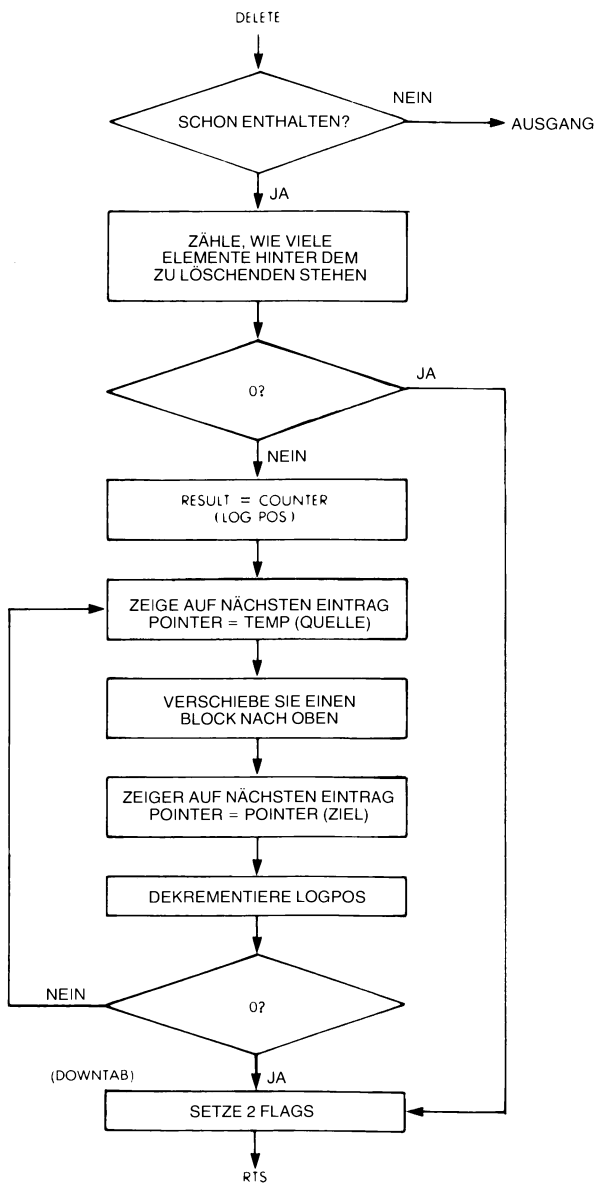 DELETE
SCHON ENTHALTEN?
NEIN
AUSGANG
JA
ZÄHLE, WIE VIELE
ELEMENTE HINTER DEM
ZU LÖSCHENDEN STEHEN
0?
JA
NEIN
RESULT = COUNTER
(LOG POS)
ZEIGE AUF NÄCHSTEN EINTRAG
POINTER = TEMP (QUELLE)
VERSCHIEBE SIE EINEN
BLOCK NACH OBEN
ZEIGER AUF NÄCHSTEN EINTRAG
POINTER = POINTER (ZIEL)
DEKREMENTIERE LOGPOS
NEIN
0?
(DOWNTAB)
JA
SETZE 2 FLAGS
RTS